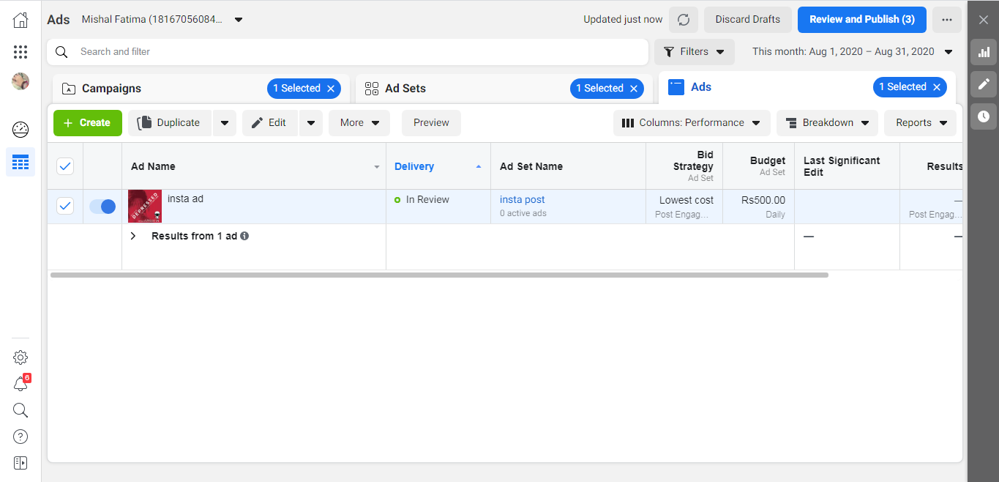 Ads Mishal Fatima (18167056084... Updated just now Discard Drafts Review and Publish (3)
Search and filter Filters This month: Aug 1, 2020 – Aug 31, 2020
Campaigns 1 Selected Ad Sets 1 Selected Ads 1 Selected
Create Duplicate Edit More Preview Columns: Performance Breakdown Reports
Ad Name Delivery Ad Set Name Bid Strategy Ad Set Budget Ad Set Last Significant Edit Results
DEPRESSED
insta ad In Review insta post Lowest cost Rs500.00 —
0 active ads Post Engag... Daily Post Engag...
Results from 1 ad — —
6